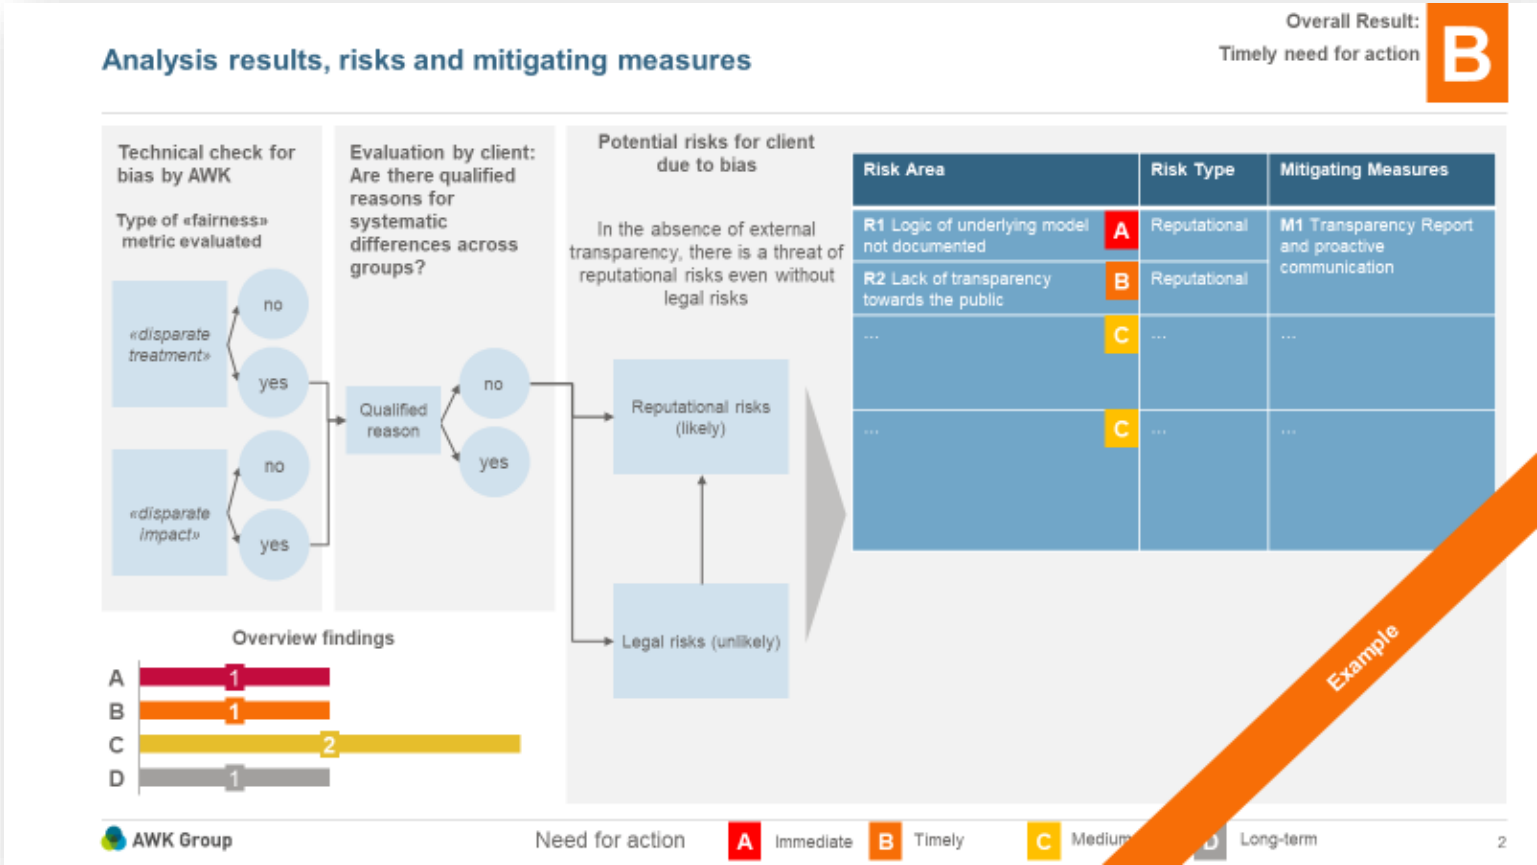 Overall Result:
Timely need for action
B
Analysis results, risks and mitigating measures
Technical check for
bias by AWK
Type of «fairness»
metric evaluated
«disparate
treatment»
no
yes
«disparate
impact»
no
yes
Evaluation by client:
Are there qualified
reasons for
systematic
differences across
groups?
Qualified
reason
no
yes
Potential risks for client
due to bias
In the absence of external
transparency, there is a threat of
reputational risks even without
legal risks
Reputational risks
(likely)
Legal risks (unlikely)
Risk Area
Risk Type
Mitigating Measures
R1 Logic of underlying model
not documented
A
Reputational
M1 Transparency Report
and proactive
communication
R2 Lack of transparency
towards the public
B
Reputational
...
C
...
...
...
C
...
...
Overview findings
A 1
B 1
C 2
D 1
Example
AWK Group
Need for action
A Immediate
B Timely
C Medium
D Long-term
2